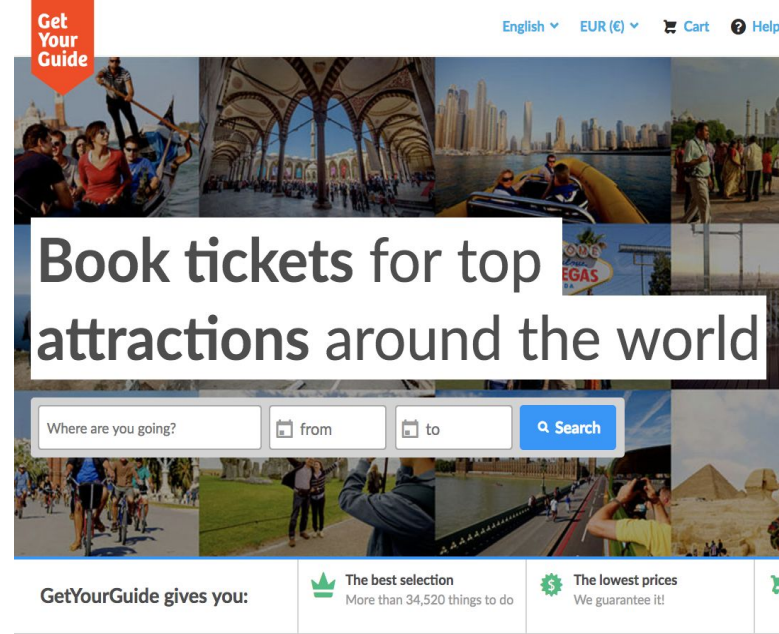 Get
Your
Guide
English EUR (€) Cart Help
Book tickets for top
attractions around the world
Where are you going? from to Search
GetYourGuide gives you:
The best selection
More than 34,520 things to do
The lowest prices
We guarantee it!